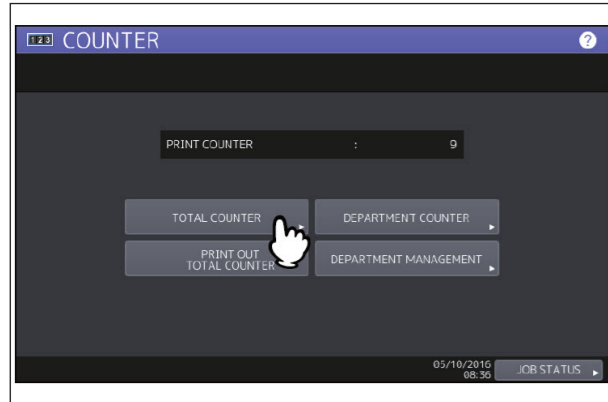 123 COUNTER ?
PRINT COUNTER : 9
TOTAL COUNTER DEPARTMENT COUNTER
PRINT OUT
TOTAL COUNTER
DEPARTMENT MANAGEMENT
05/10/2016
08:36
JOB STATUS